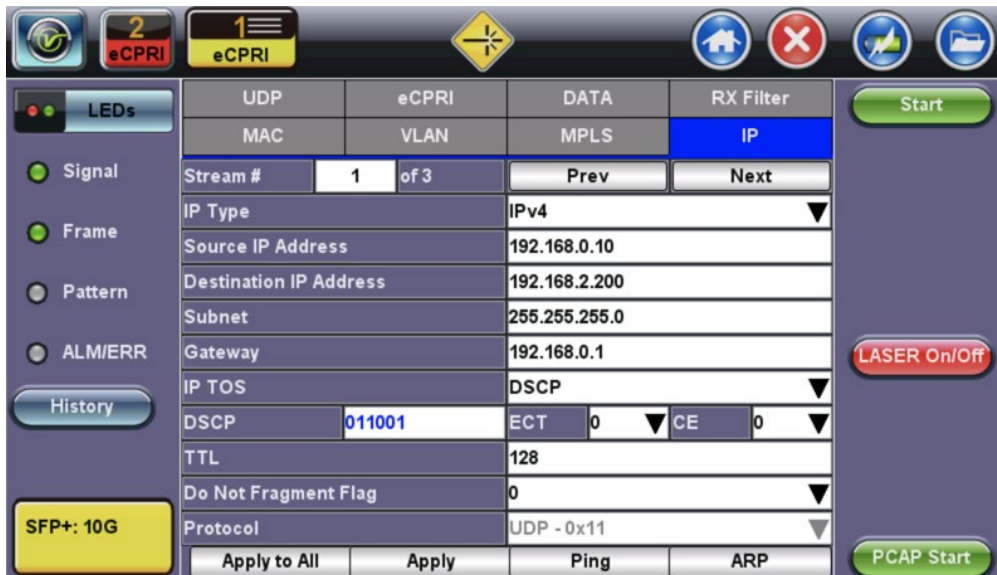 2 eCPRI
1 eCPRI
LEDs
Signal
Frame
Pattern
ALM/ERR
History
SFP+: 10G
UDP eCPRI DATA RX Filter
MAC VLAN MPLS IP
Stream # 1 of 3 Prev Next
IP Type IPv4
Source IP Address 192.168.0.10
Destination IP Address 192.168.2.200
Subnet 255.255.255.0
Gateway 192.168.0.1
IP TOS DSCP
DSCP 011001 ECT 0 CE 0
TTL 128
Do Not Fragment Flag 0
Protocol UDP - 0x11
Apply to All Apply Ping ARP
Start
LASER On/Off
PCAP Start